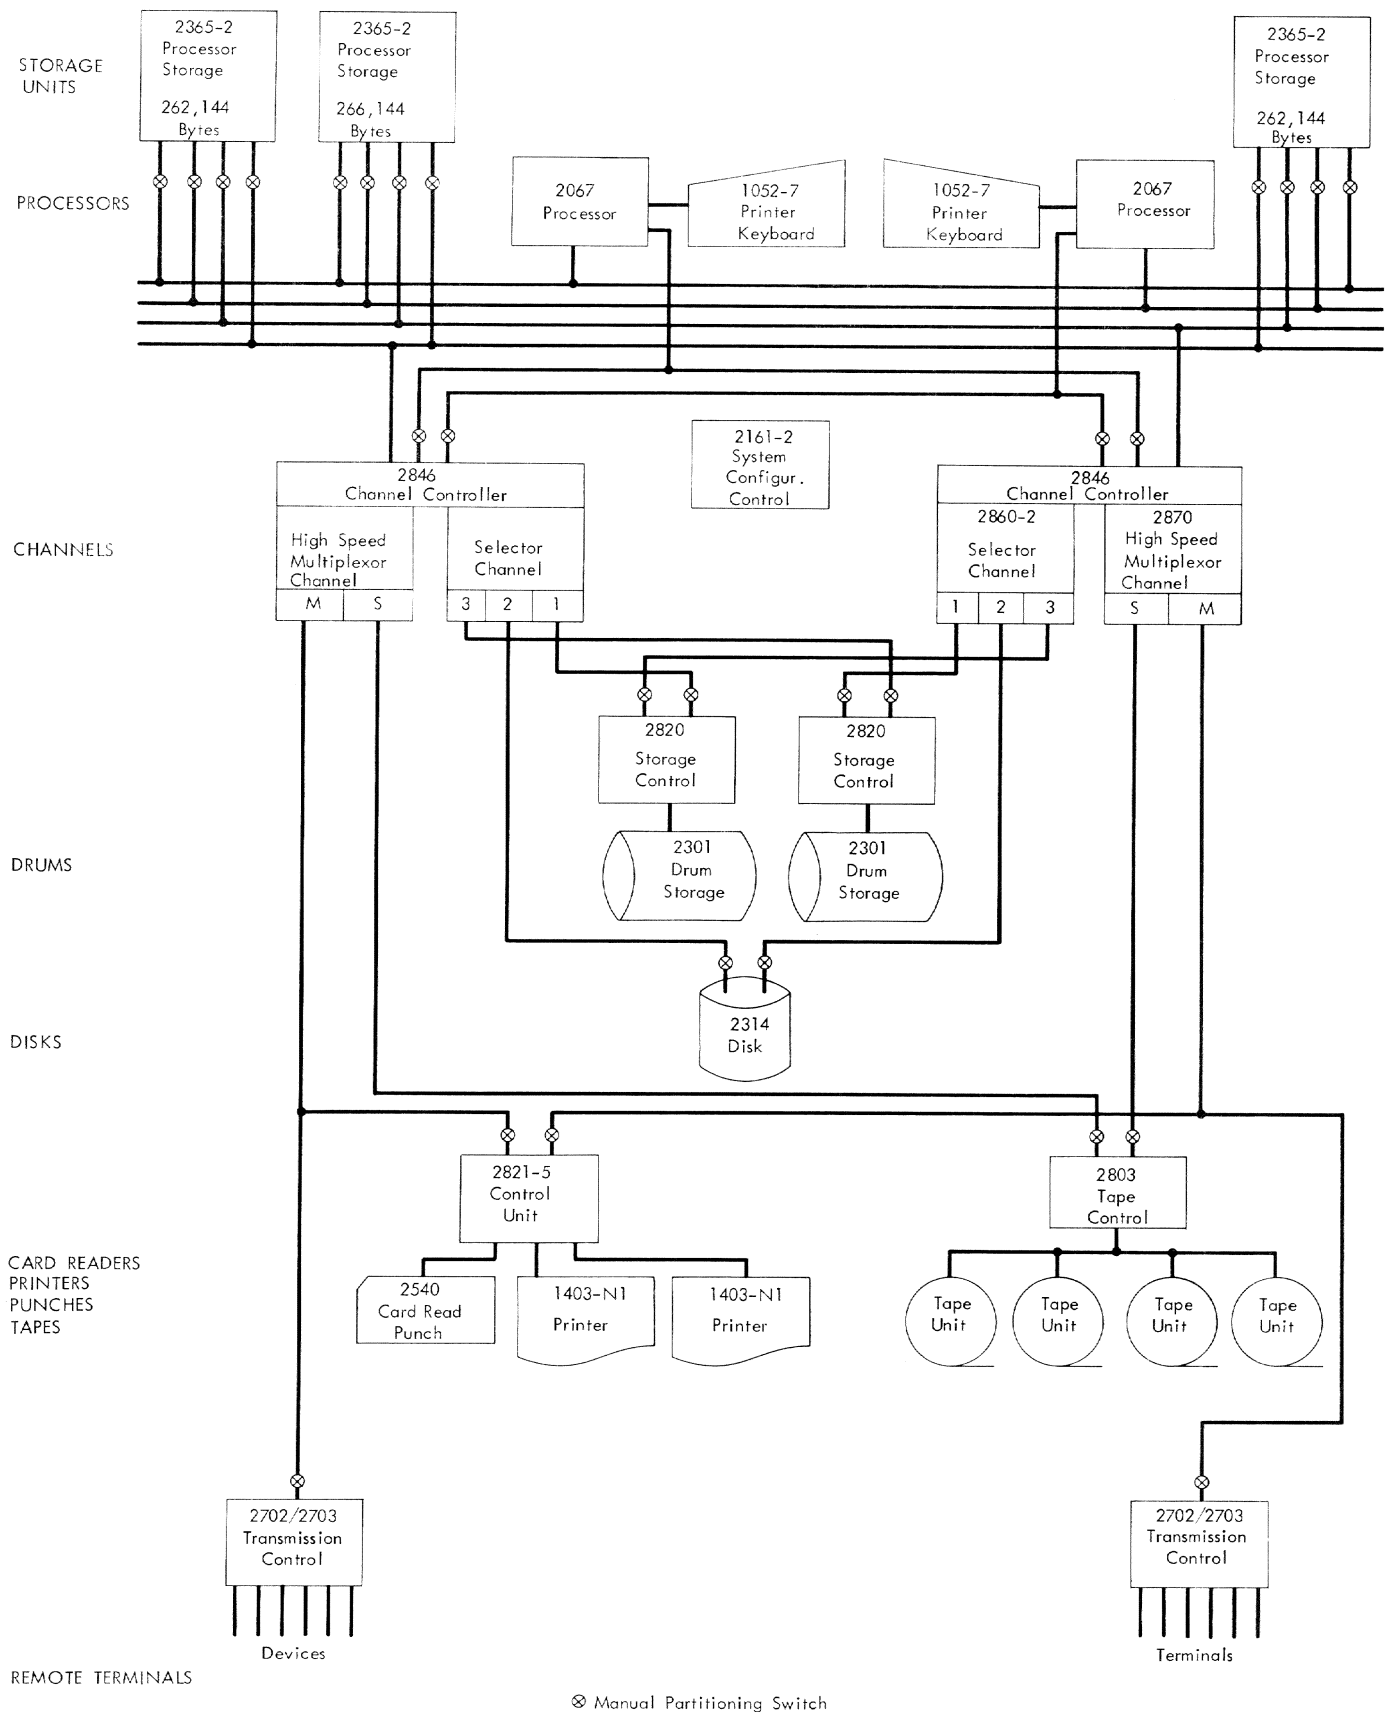 STORAGE
UNITS
2365-2
Processor
Storage
262,144
Bytes
2365-2
Processor
Storage
266,144
Bytes
2365-2
Processor
Storage
262,144
Bytes
PROCESSORS
2067
Processor
1052-7
Printer
Keyboard
1052-7
Printer
Keyboard
2067
Processor
2161-2
System
Configur.
Control
CHANNELS
2846
Channel Controller
High Speed
Multiplexor
Channel
M
S
Selector
Channel
3
2
1
2846
Channel Controller
2860-2
Selector
Channel
1
2
3
2870
High Speed
Multiplexor
Channel
S
M
2820
Storage
Control
2820
Storage
Control
DRUMS
2301
Drum
Storage
2301
Drum
Storage
DISKS
2314
Disk
2821-5
Control
Unit
2803
Tape
Control
CARD READERS
PRINTERS
PUNCHES
TAPES
2540
Card Read
Punch
1403-N1
Printer
1403-N1
Printer
Tape
Unit
Tape
Unit
Tape
Unit
Tape
Unit
2702/2703
Transmission
Control
Devices
2702/2703
Transmission
Control
Terminals
REMOTE TERMINALS
Manual Partitioning Switch